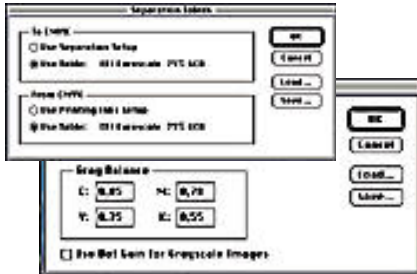 Separation Tables
To CMYK
Use Separation Setup
Use Table:
From CMYK
Use Printing Inks Setup
Use Table:
OK
Cancel
Load...
Save...
Gray Balance
C: 0,85 M: 0,70
Y: 0,75 K: 0,55
Use Dot Gain for Grayscale Images
OK
Cancel
Load...
Save...